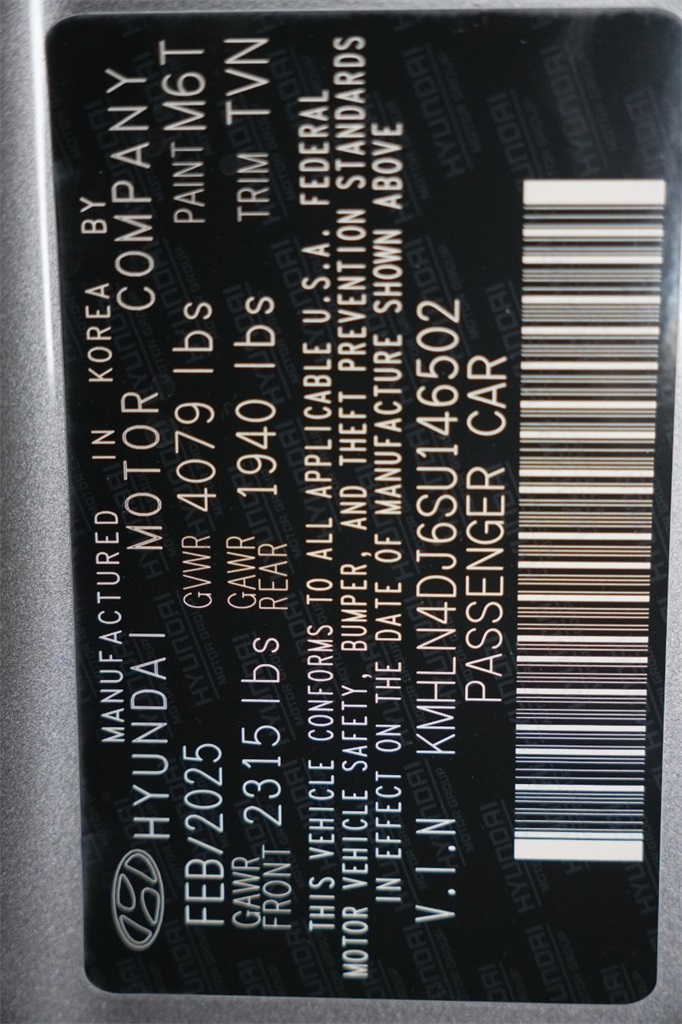 MANUFACTURED IN KOREA BY
HYUNDAI MOTOR COMPANY
FEB/2025 GVWR 4079 lbs PAINT M6T
GAWR FRONT 2315 lbs GAWR REAR 1940 lbs TRIM TVN
THIS VEHICLE CONFORMS TO ALL APPLICABLE U.S.A. FEDERAL
MOTOR VEHICLE SAFETY, BUMPER, AND THEFT PREVENTION STANDARDS
IN EFFECT ON THE DATE OF MANUFACTURE SHOWN ABOVE
V.I.N KMHLN4DJ6SU146502
PASSENGER CAR